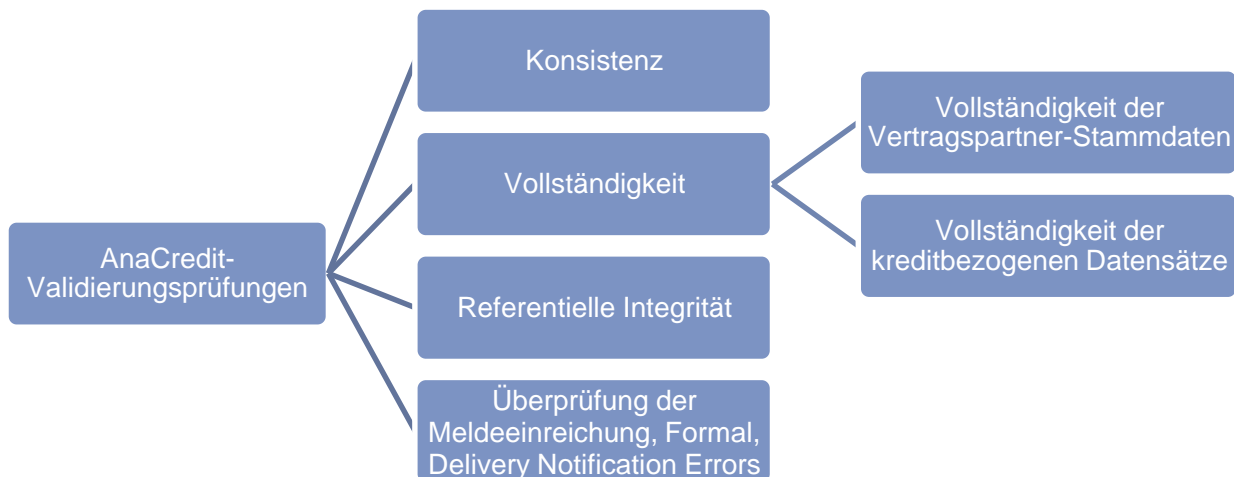 AnaCredit-
Validierungsprüfungen
Konsistenz
Vollständigkeit
Referentielle Integrität
Überprüfung der
Meldeeinreichung, Formal,
Delivery Notification Errors
Vollständigkeit der
Vertragspartner-Stammdaten
Vollständigkeit der
kreditbezogenen Datensätze